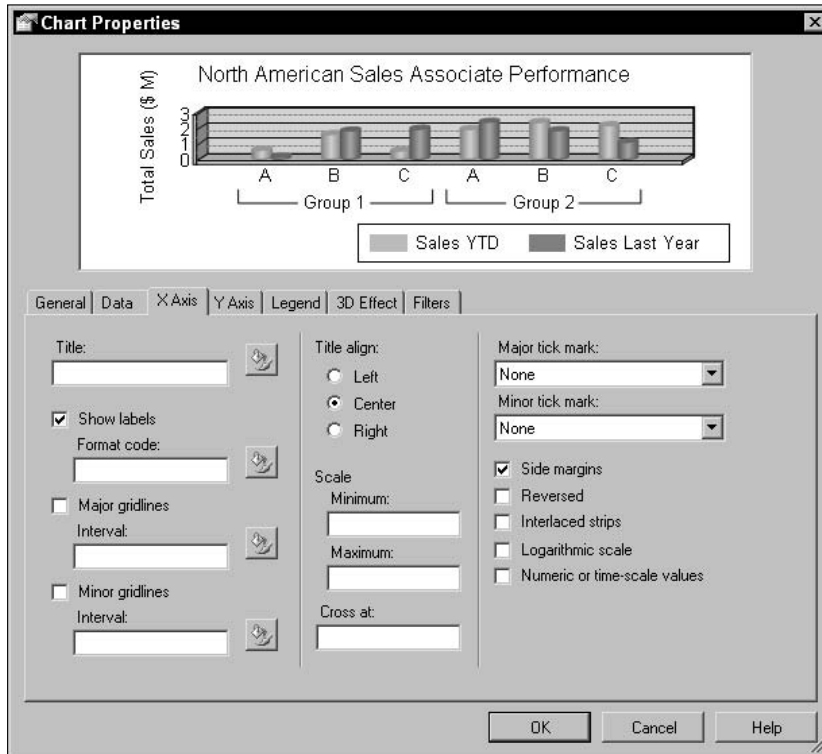 Chart Properties
North American Sales Associate Performance
Total Sales ($ M)
3
2
1
0
A B C A B C
Group 1 Group 2
Sales YTD Sales Last Year
General Data X Axis Y Axis Legend 3D Effect Filters
Title:
Show labels
Format code:
Major gridlines
Interval:
Minor gridlines
Interval:
Title align:
Left
Center
Right
Scale
Minimum:
Maximum:
Cross at:
Major tick mark:
None
Minor tick mark:
None
Side margins
Reversed
Interlaced strips
Logarithmic scale
Numeric or time-scale values
OK Cancel Help